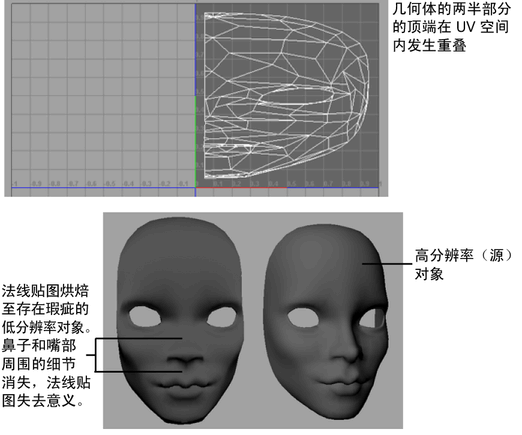 几何体的两半部分
的顶端在 UV 空间
内发生重叠
高分辨率（源）
对象
法线贴图烘焙
至存在瑕疵的
低分辨率对象。
鼻子和嘴部
周围的细节
消失，法线贴
图失去意义。